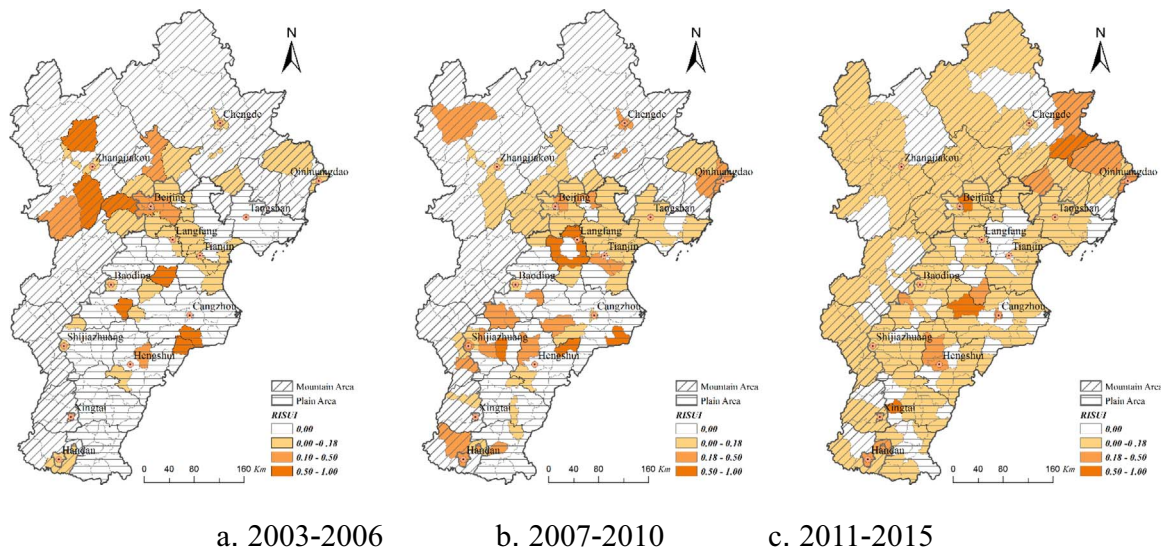 N
Chengde
Zhangjiakou
Qinhuangdao
Beijing
Tangshan
Langfang
Tianjin
Baoding
Cangzhou
Shijiazhuang
Hengshui
Xingtai
Handan
Mountain Area
Plain Area
RISUI
0,00
0,00 - 0,18
0,10 - 0,50
0,50 - 1,00
0 40 80 160 Km
N
Chengde
Zhangjiakou
Qinhuangdao
Beijing
Tangshan
Langfang
Tianjin
Baoding
Cangzhou
Shijiazhuang
Hengshui
Xingtai
Handan
Mountain Area
Plain Area
RISUI
0,00
0,00 - 0,18
0,18 - 0,50
0,50 - 1,00
0 40 80 160 Km
N
Chengde
Zhangjiakou
Qinhuangdao
Beijing
Tangshan
Langfang
Tianjin
Baoding
Cangzhou
Shijiazhuang
Hengshui
Xingtai
Handan
Mountain Area
Plain Area
RISUI
0,00
0,00 - 0,18
0,18 - 0,50
0,50 - 1,00
0 40 80 160 Km
a. 2003-2006 b. 2007-2010 c. 2011-2015